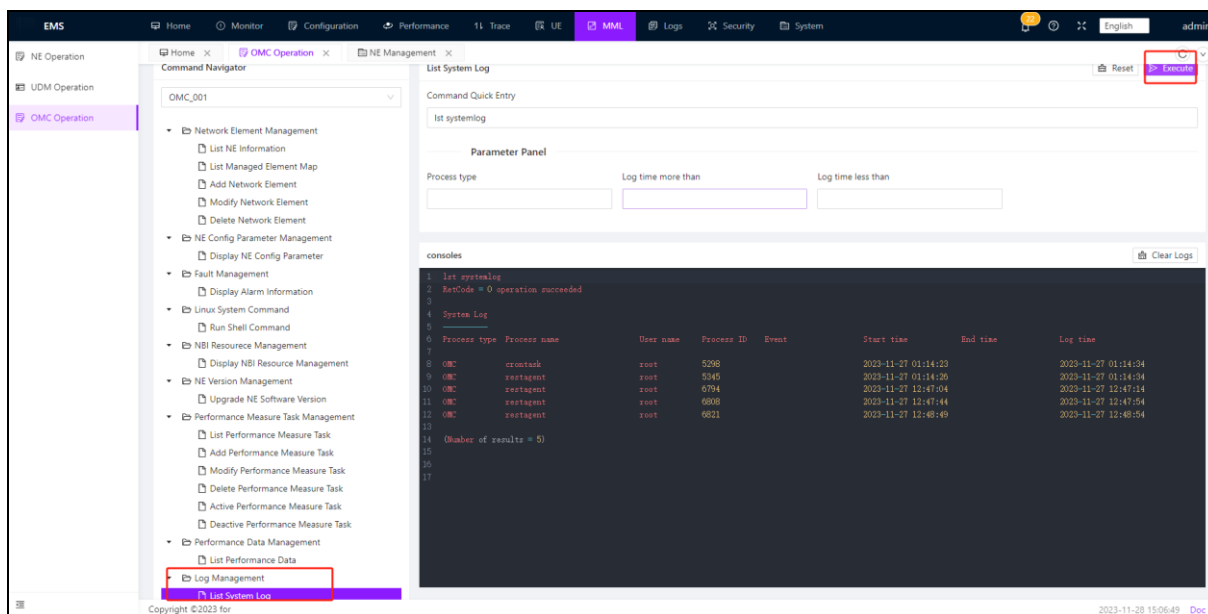 EMS Home Monitor Configuration Performance Trace UE MML Logs Security System 22 English admin
NE Operation
UDM Operation
OMC Operation
Home OMC Operation NE Management
Command Navigator
OMC_001
Network Element Management
List NE Information
List Managed Element Map
Add Network Element
Modify Network Element
Delete Network Element
NE Config Parameter Management
Display NE Config Parameter
Fault Management
Display Alarm Information
Linux System Command
Run Shell Command
NBI Resourece Management
Display NBI Resource Management
NE Version Management
Upgrade NE Software Version
Performance Measure Task Management
List Performance Measure Task
Add Performance Measure Task
Modify Performance Measure Task
Delete Performance Measure Task
Active Performance Measure Task
Deactive Performance Measure Task
Performance Data Management
List Performance Data
Log Management
List System Log
List System Log Reset Execute
Command Quick Entry
lst systemlog
Parameter Panel
Process type Log time more than Log time less than
consoles Clear Logs
1 lst systemlog
2 RetCode = 0 operation succeeded
3
4 System Log
5 ----------
6 Process type Process name User name Process ID Event Start time End time Log time
7
8 OMC crontask root 5298 2023-11-27 01:14:23 2023-11-27 01:14:34
9 OMC restagent root 5345 2023-11-27 01:14:26 2023-11-27 01:14:34
10 OMC restagent root 6794 2023-11-27 12:47:04 2023-11-27 12:47:14
11 OMC restagent root 6808 2023-11-27 12:47:44 2023-11-27 12:47:54
12 OMC restagent root 6821 2023-11-27 12:48:49 2023-11-27 12:48:54
13
14 (Number of results = 5)
15
16
17
Copyright ©2023 for 2023-11-28 15:06:49 Doc